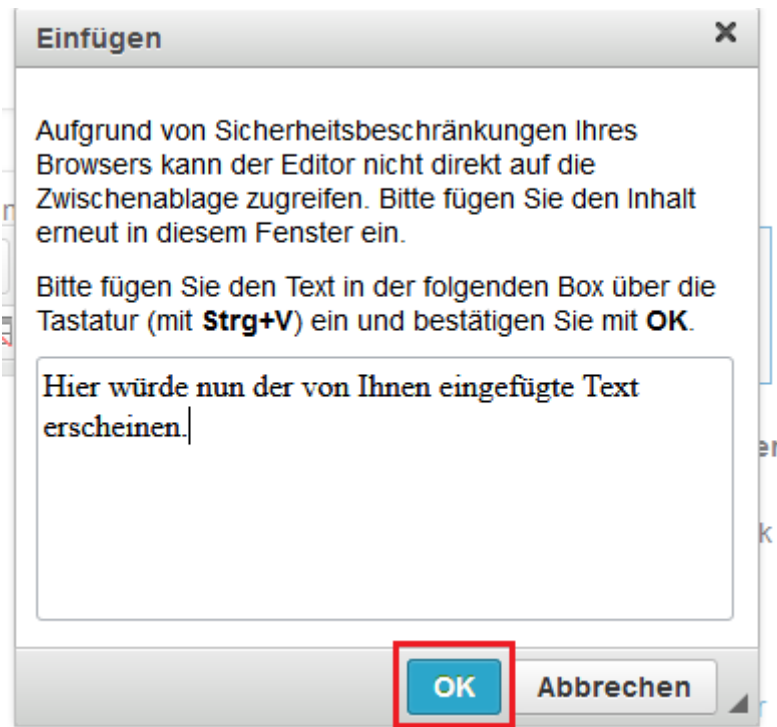 Einfügen
Aufgrund von Sicherheitsbeschränkungen Ihres
Browsers kann der Editor nicht direkt auf die
Zwischenablage zugreifen. Bitte fügen Sie den Inhalt
erneut in diesem Fenster ein.
Bitte fügen Sie den Text in der folgenden Box über die
Tastatur (mit Strg+V) ein und bestätigen Sie mit OK.
Hier würde nun der von Ihnen eingefügte Text
erscheinen.
OK Abbrechen